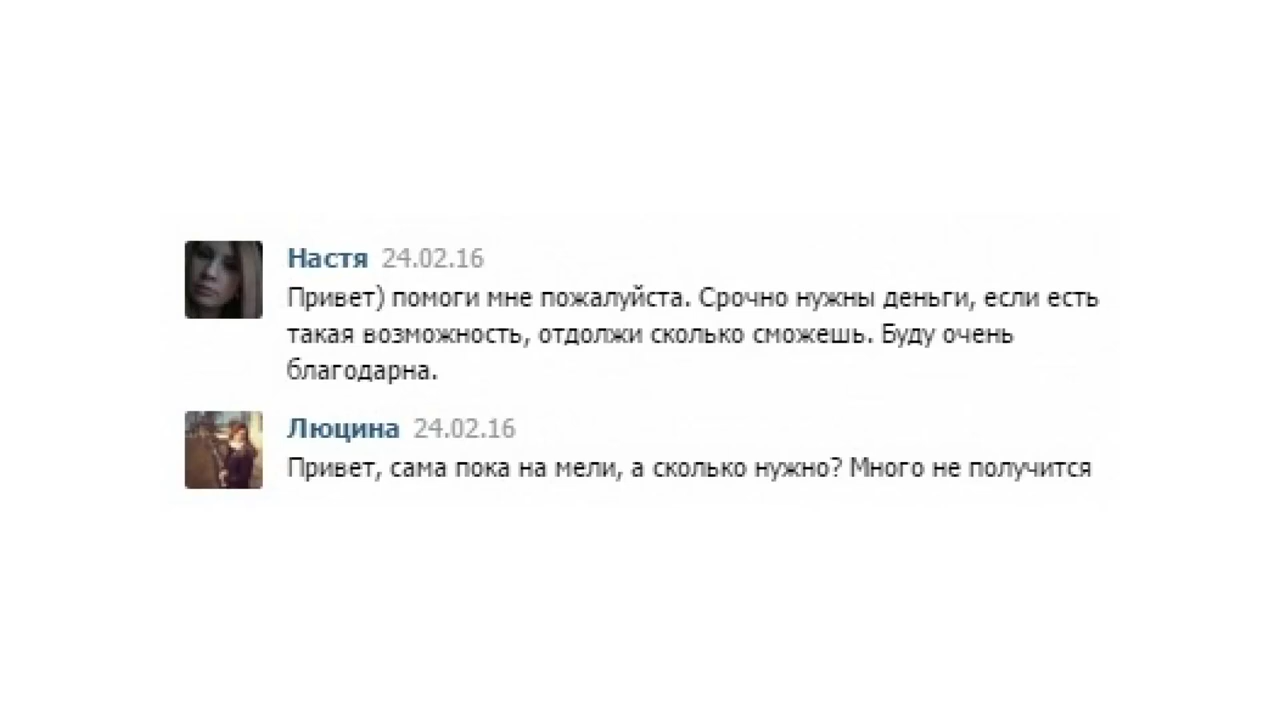 Настя 24.02.16
Привет) помоги мне пожалуйста. Срочно нужны деньги, если есть
такая возможность, отдолжи сколько сможешь. Буду очень
благодарна.
Люцина 24.02.16
Привет, сама пока на мели, а сколько нужно? Много не получится